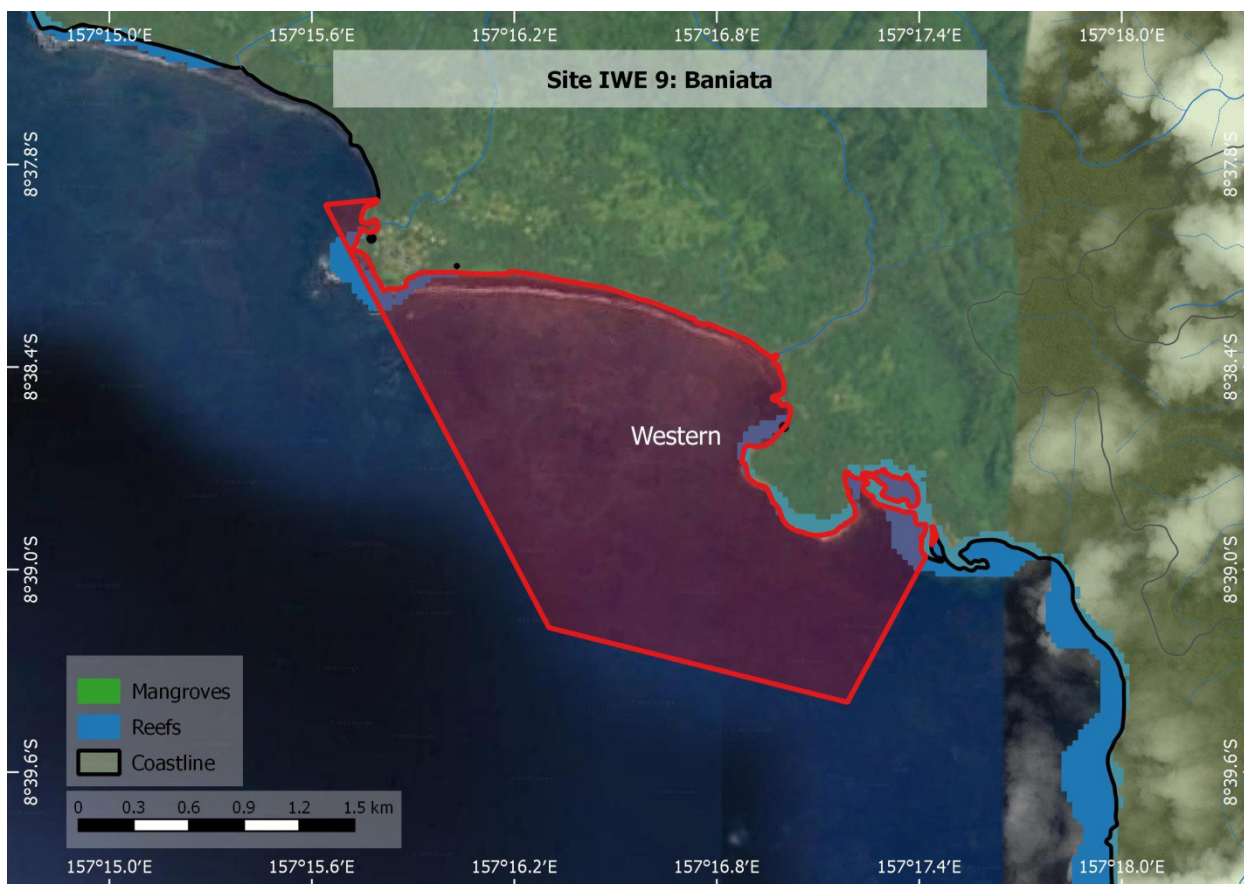 157°15.0′E 157°15.6′E 157°16.2′E 157°16.8′E 157°17.4′E 157°18.0′E
Site IWE 9: Baniata
8°37.8′S 8°37.8′S
8°38.4′S 8°38.4′S
Western
8°39.0′S 8°39.0′S
Mangroves
Reefs
Coastline
8°39.6′S 8°39.6′S
0 0.3 0.6 0.9 1.2 1.5 km
157°15.0′E 157°15.6′E 157°16.2′E 157°16.8′E 157°17.4′E 157°18.0′E